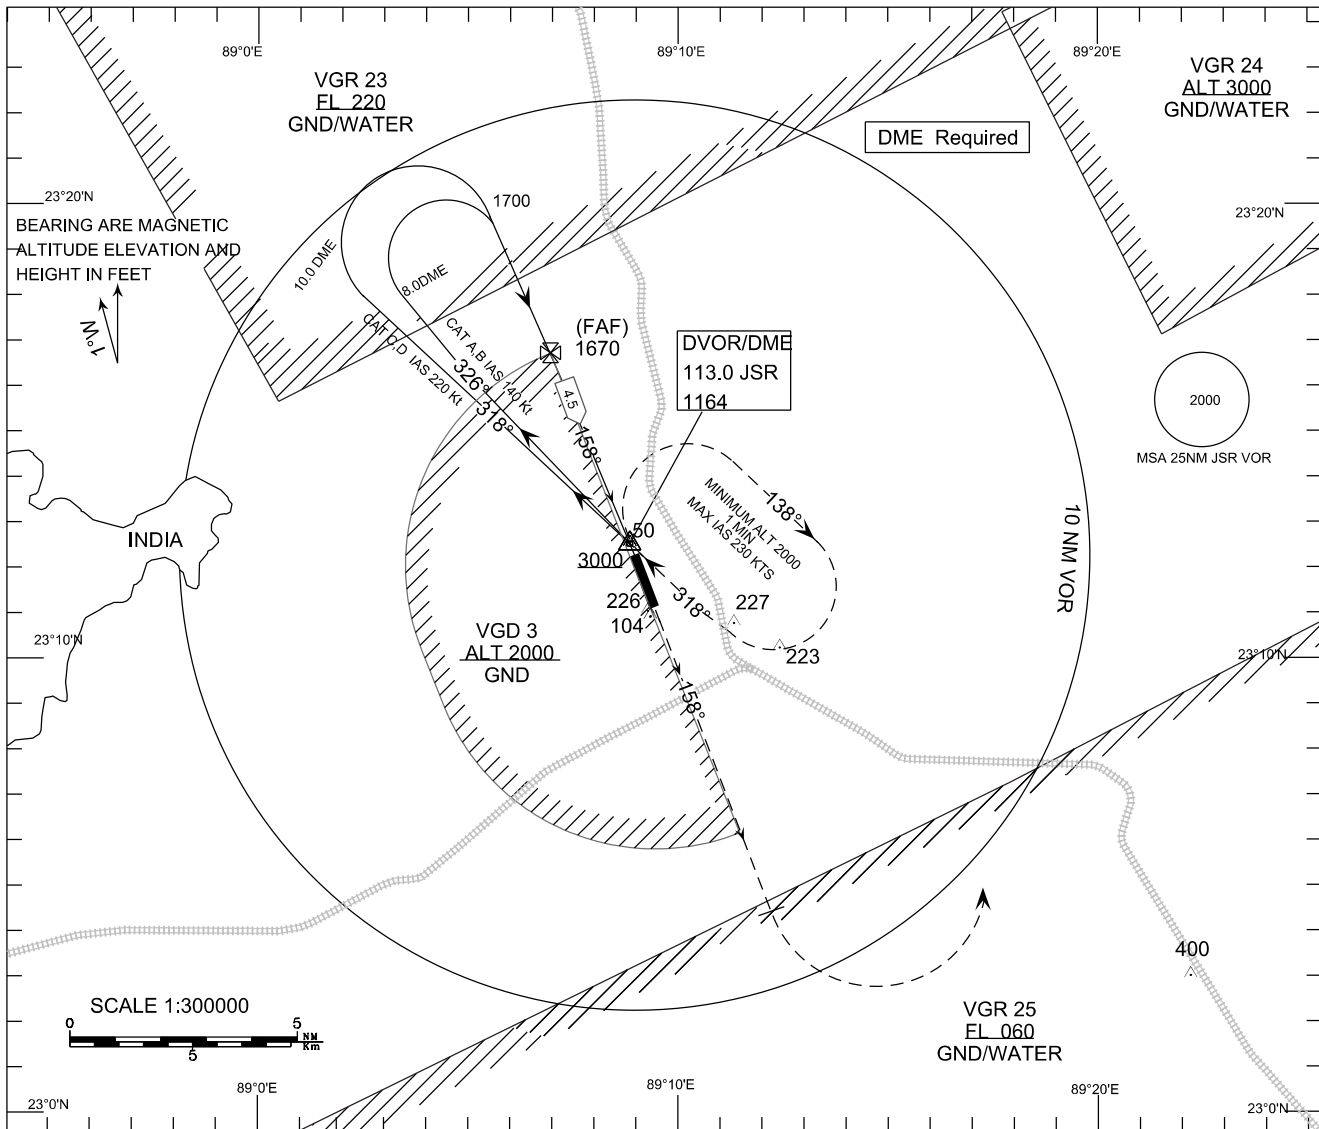 89°0'E
89°10'E
89°20'E
VGR 23
FL 220
GND/WATER
VGR 24
ALT 3000
GND/WATER
DME Required
23°20'N
23°20'N
BEARING ARE MAGNETIC
ALTITUDE ELEVATION AND
HEIGHT IN FEET
1°W
1700
10.0 DME
8.0DME
CAT C,D IAS 220 Kt
CAT A,B IAS 140 Kt
326°
318°
(FAF)
1670
4.5
158°
DVOR/DME
113.0 JSR
1164
2000
MSA 25NM JSR VOR
138°
MINIMUM ALT 2000
1 MIN
MAX IAS 230 KTS
318°
10 NM VOR
INDIA
50
3000
226
104
227
223
23°10'N
23°10'N
VGD 3
ALT 2000
GND
158°
400
SCALE 1:300000
0
5
NM
Km
5
VGR 25
FL 060
GND/WATER
89°0'E
89°10'E
89°20'E
23°0'N
23°0'N